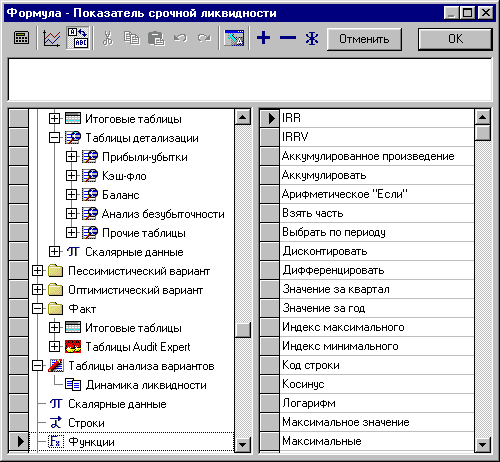 Формула - Показатель срочной ликвидности
Отменить
OK
Итоговые таблицы
Таблицы детализации
Прибыли-убытки
Кэш-фло
Баланс
Анализ безубыточности
Прочие таблицы
Скалярные данные
Пессимистический вариант
Оптимистический вариант
Факт
Итоговые таблицы
Таблицы Audit Expert
Таблицы анализа вариантов
Динамика ликвидности
Скалярные данные
Строки
Функции
IRR
IRRV
Аккумулированное произведение
Аккумулировать
Арифметическое "Если"
Взять часть
Выбрать по периоду
Дисконтировать
Дифференцировать
Значение за квартал
Значение за год
Индекс максимального
Индекс минимального
Код строки
Косинус
Логарифм
Максимальное значение
Максимальные